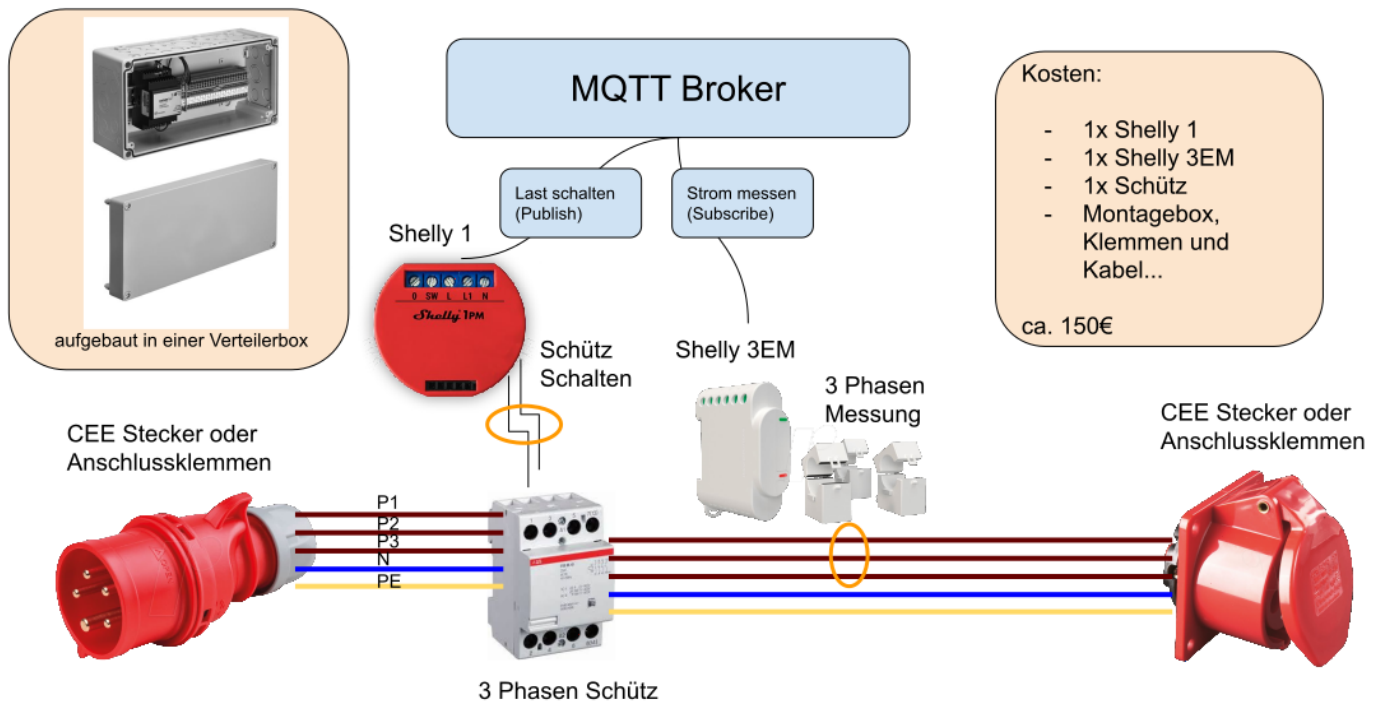 MQTT Broker
Kosten:
- 1x Shelly 1
- 1x Shelly 3EM
- 1x Schütz
- Montagebox,
Klemmen und
Kabel...
ca. 150€
aufgebaut in einer Verteilerbox
Last schalten
(Publish)
Strom messen
(Subscribe)
Shelly 1
0 SW L L1 N
Shelly 1PM
Schütz
Schalten
Shelly 3EM
3 Phasen
Messung
CEE Stecker oder
Anschlussklemmen
CEE Stecker oder
Anschlussklemmen
P1
P2
P3
N
PE
3 Phasen Schütz